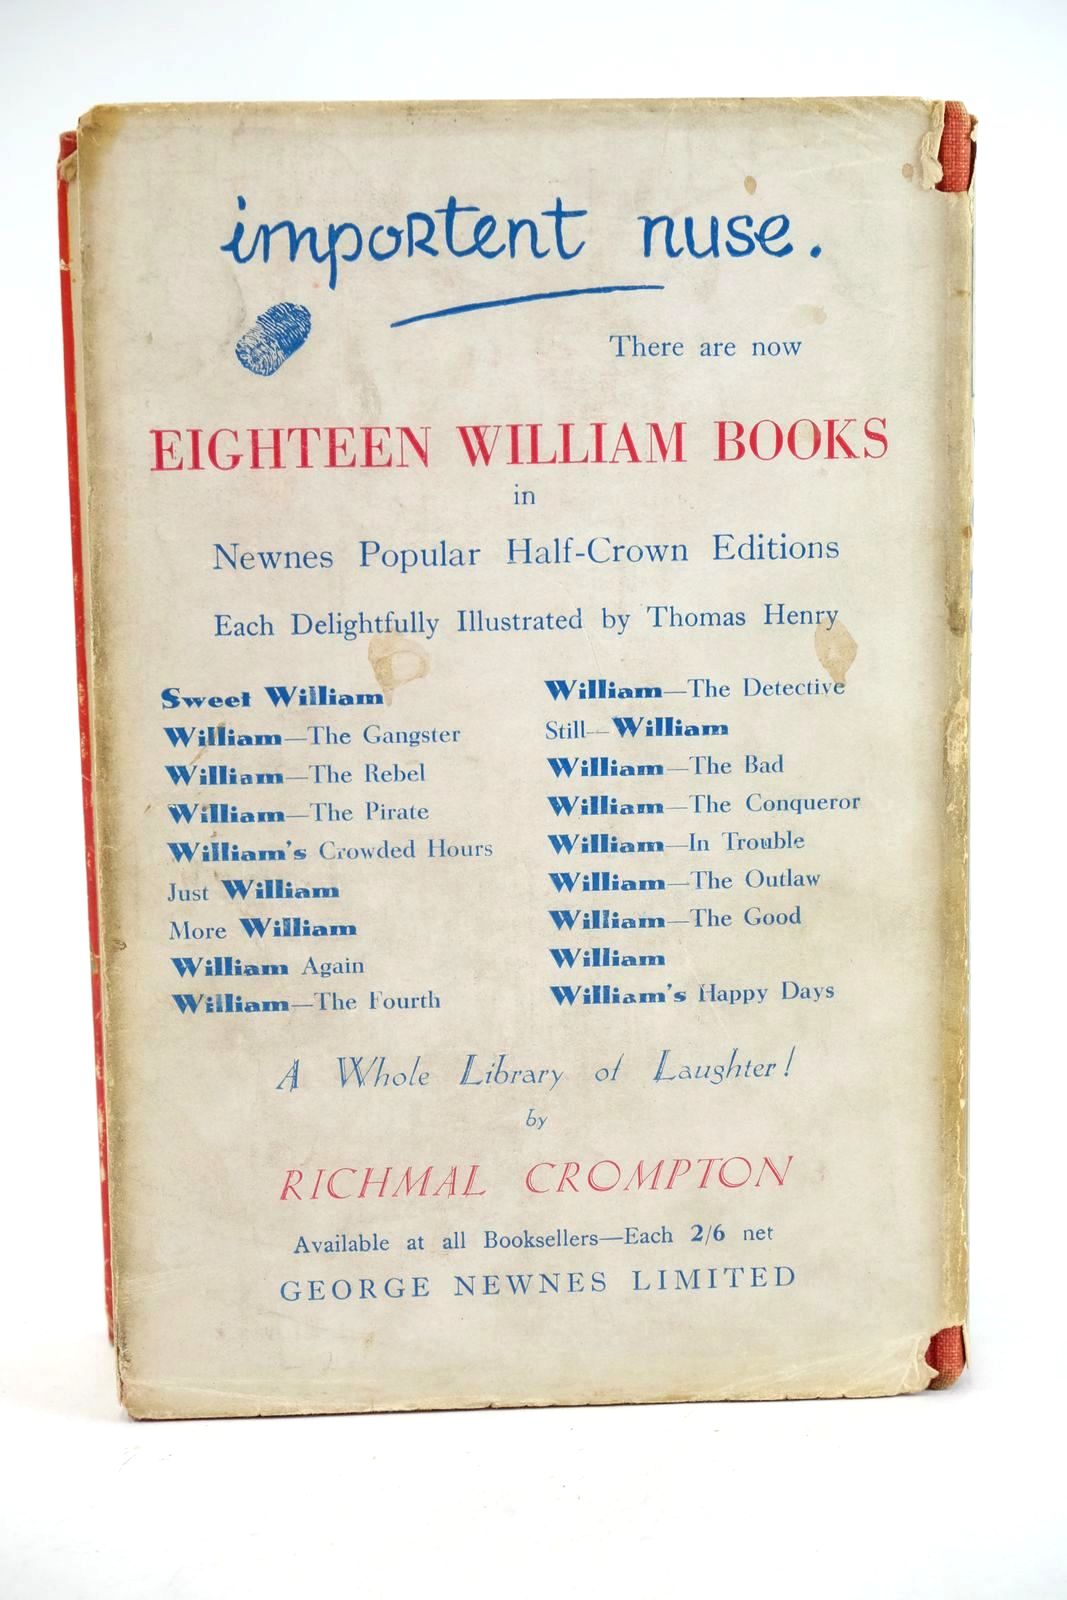 importent nuse.
There are now
EIGHTEEN WILLIAM BOOKS
in
Newnes Popular Half-Crown Editions
Each Delightfully Illustrated by Thomas Henry
Sweet William
William—The Gangster
William—The Rebel
William—The Pirate
William's Crowded Hours
Just William
More William
William Again
William—The Fourth
William—The Detective
Still—William
William—The Bad
William—The Conqueror
William—In Trouble
William—The Outlaw
William—The Good
William
William's Happy Days
A Whole Library of Laughter!
by
RICHMAL CROMPTON
Available at all Booksellers—Each 2/6 net
GEORGE NEWNES LIMITED